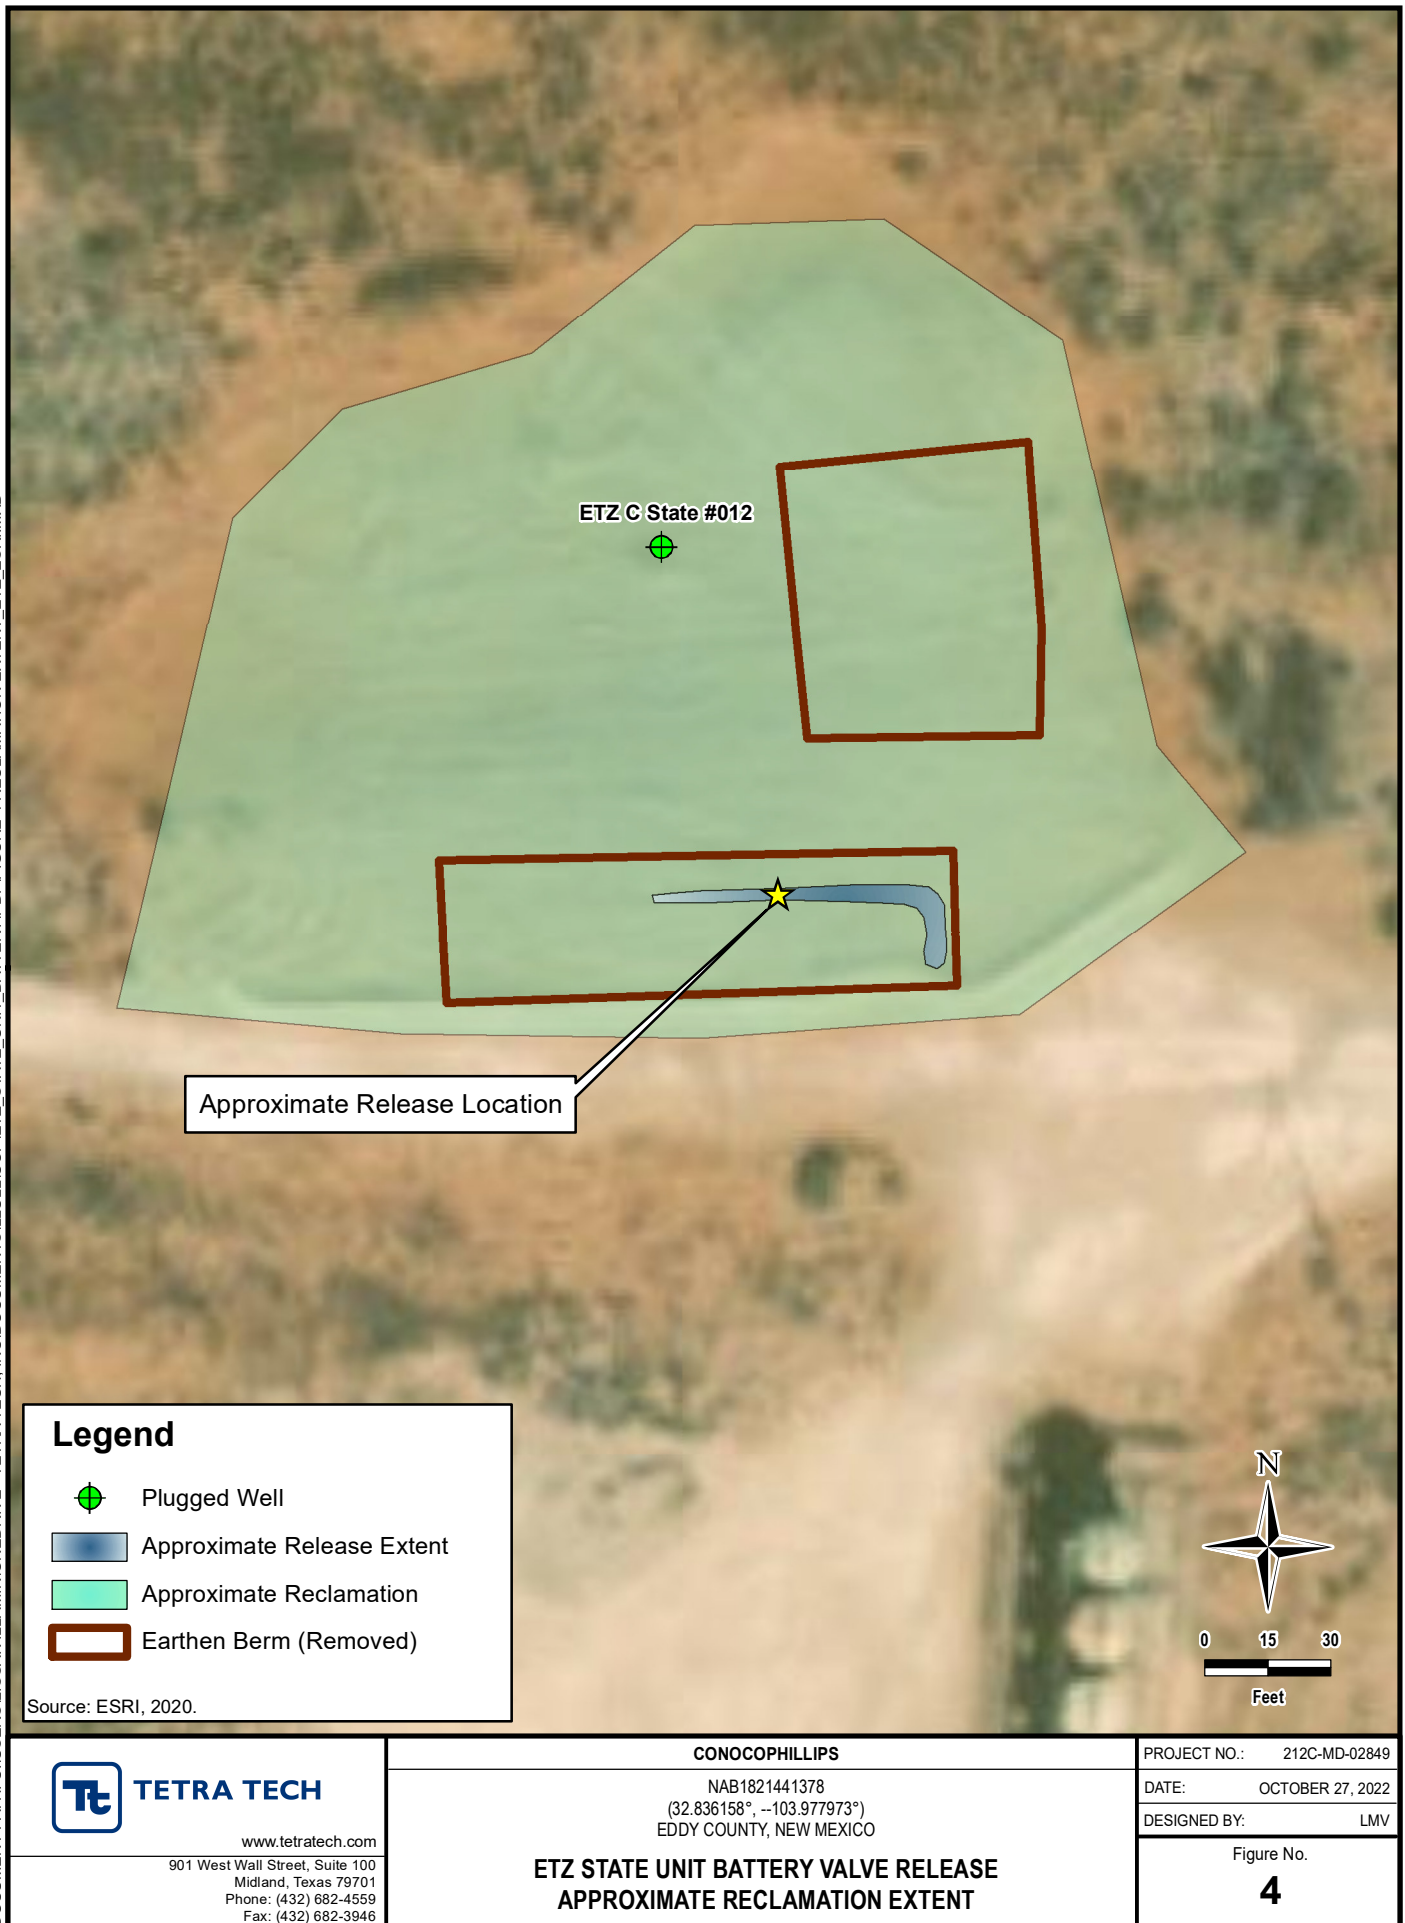 ETZ C State #012
Approximate Release Location
Legend
Plugged Well
Approximate Release Extent
Approximate Reclamation
Earthen Berm (Removed)
Source: ESRI, 2020.
N
0 15 30
Feet
Tt TETRA TECH
www.tetratech.com
901 West Wall Street, Suite 100
Midland, Texas 79701
Phone: (432) 682-4559
Fax: (432) 682-3946
CONOCOPHILLIPS
NAB1821441378
(32.836158°, --103.977973°)
EDDY COUNTY, NEW MEXICO
ETZ STATE UNIT BATTERY VALVE RELEASE
APPROXIMATE RECLAMATION EXTENT
PROJECT NO.: 212C-MD-02849
DATE: OCTOBER 27, 2022
DESIGNED BY: LMV
Figure No.
4